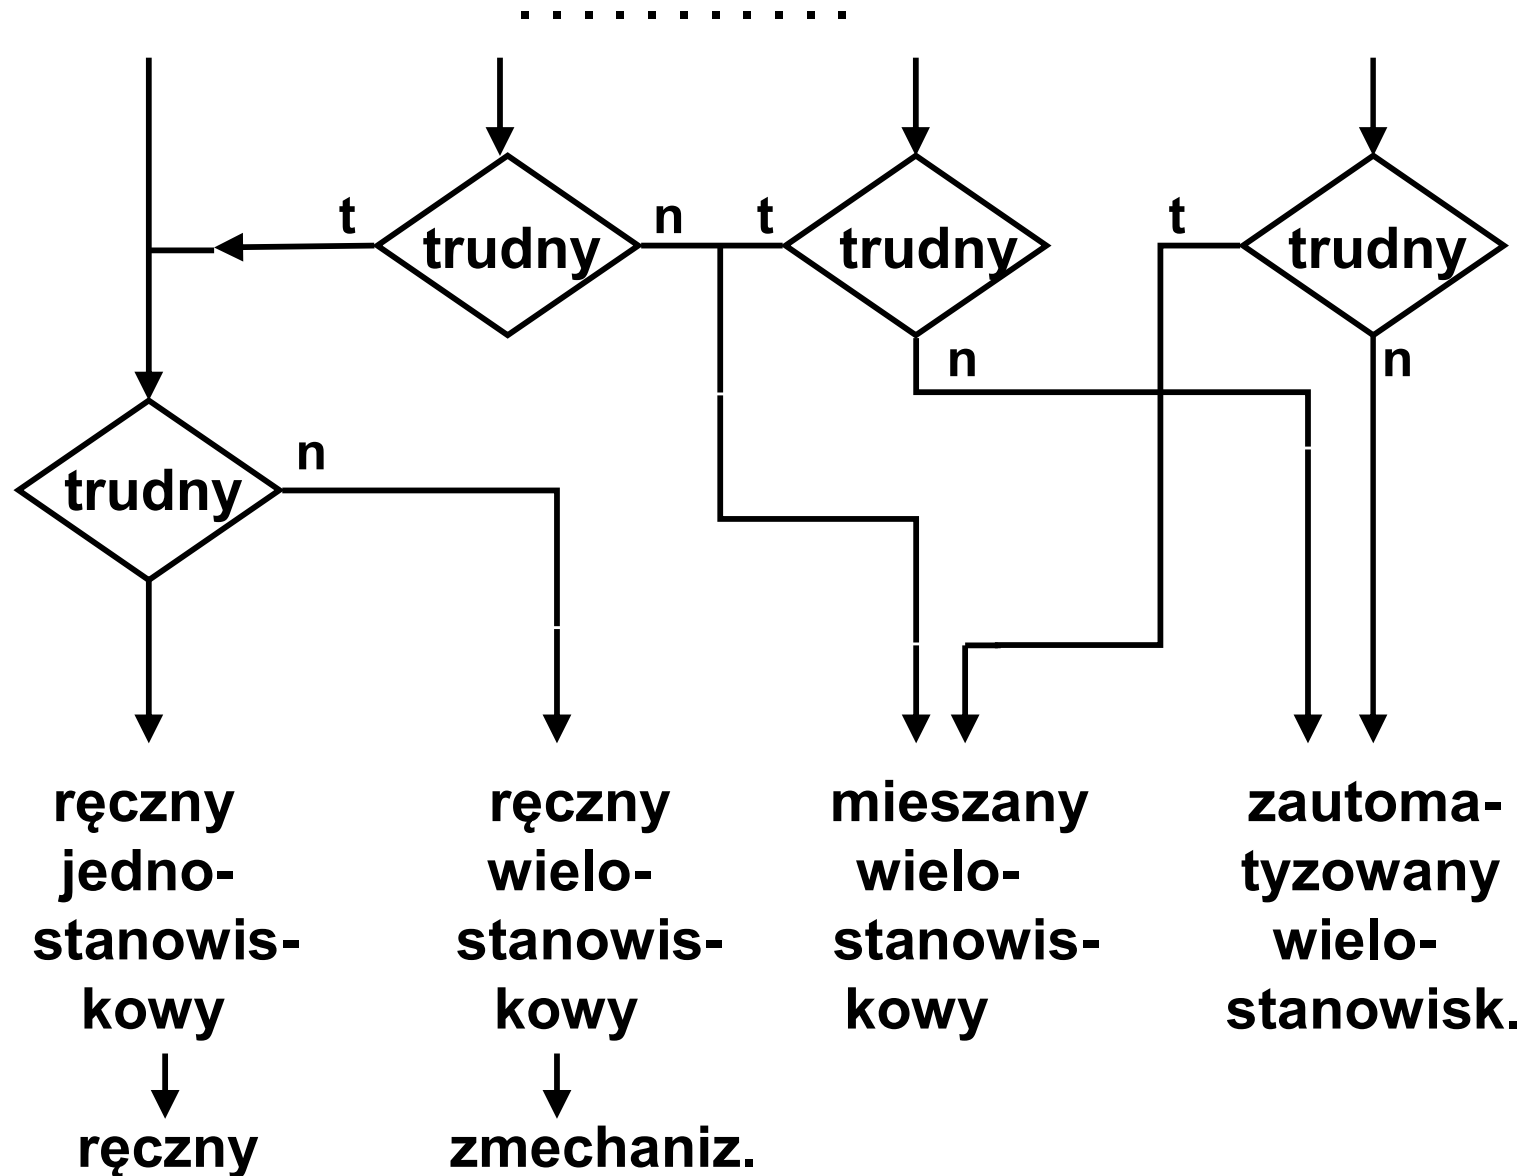 . . . . . . . . . . .
t n t t
trudny trudny trudny
n n
n
trudny
ręczny ręczny mieszany zautoma-
jedno- wielo- wielo- tyzowany
stanowis- stanowis- stanowis- wielo-
kowy kowy kowy stanowisk.
ręczny zmechaniz.